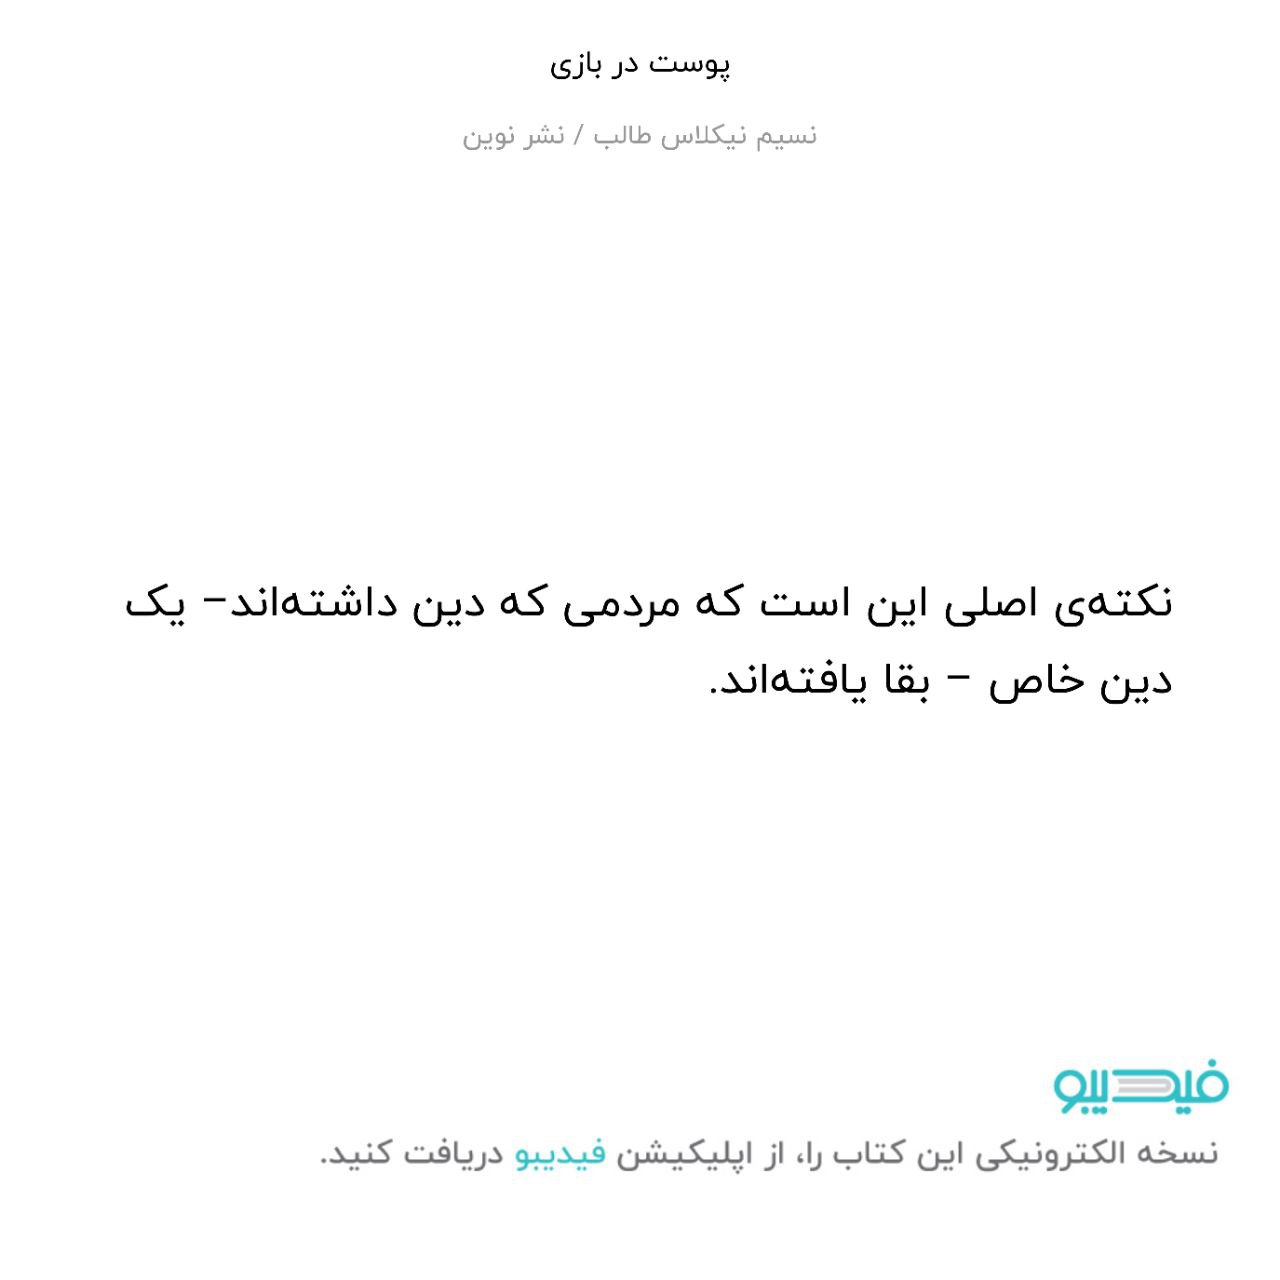 پوست در بازی
نسیم نیکلاس طالب / نشر نوین
نکته‌ی اصلی این است که مردمی که دین داشته‌اند– یک
دین خاص – بقا یافته‌اند.
فیدیبو
نسخه الکترونیکی این کتاب را، از اپلیکیشن فیدیبو دریافت کنید.